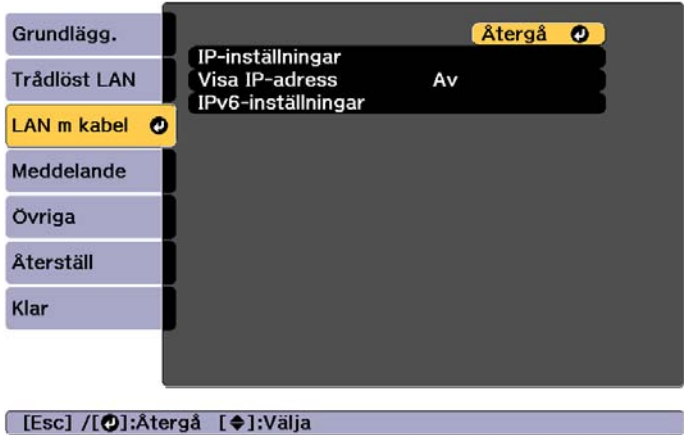 Grundlägg.
Trådlöst LAN
LAN m kabel
Meddelande
Övriga
Återställ
Klar
Återgå
IP-inställningar
Visa IP-adress Av
IPv6-inställningar
[Esc] /[⏎]:Återgå [◆]:Välja